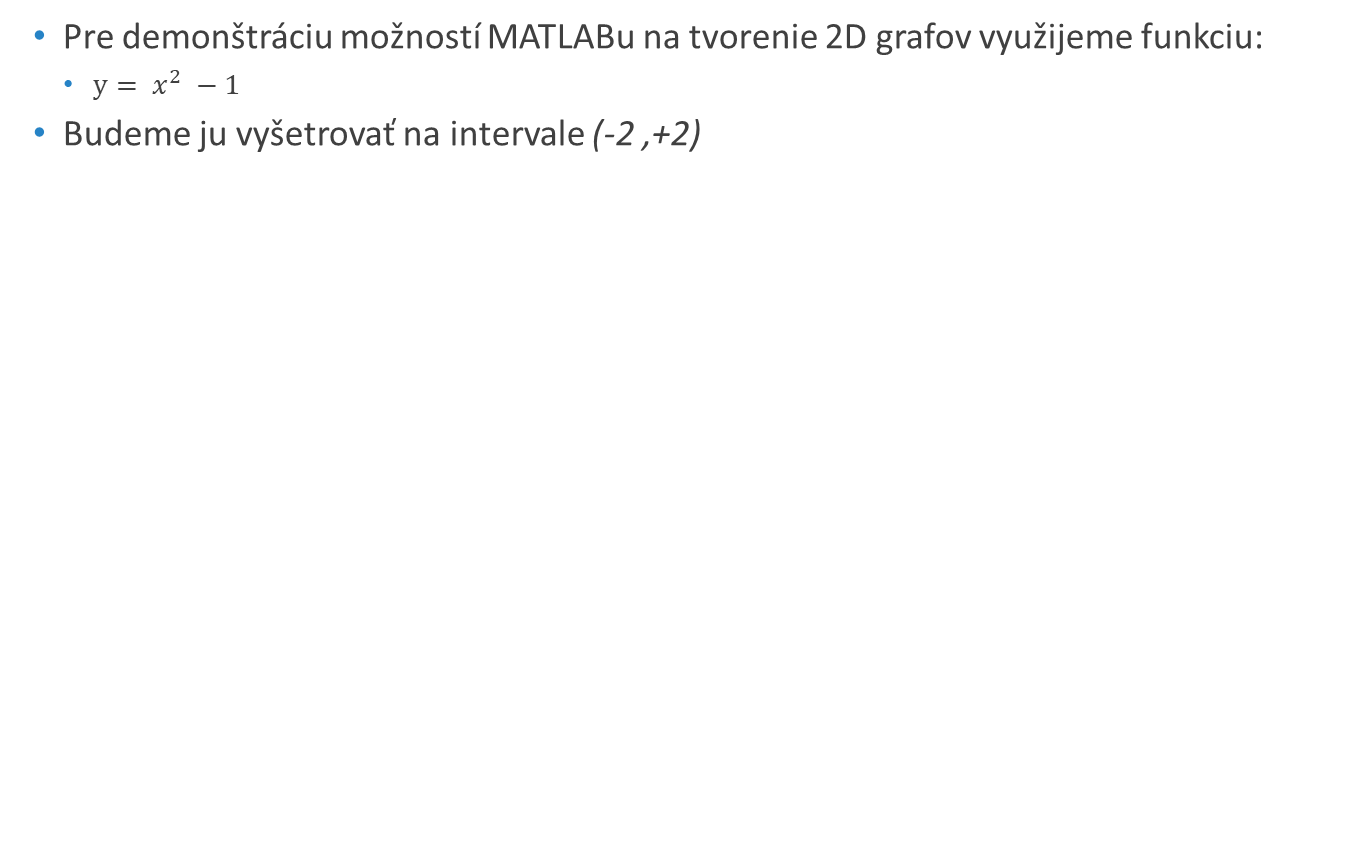 • Pre demonštráciu možností MATLABu na tvorenie 2D grafov využijeme funkciu:
• y = x² − 1
• Budeme ju vyšetrovať na intervale (-2 ,+2)